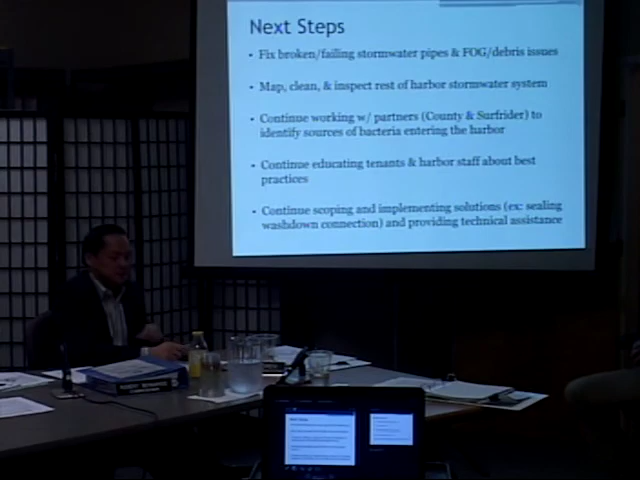 Next Steps
• Fix broken/failing stormwater pipes & FOG/debris issues
• Map, clean, & inspect rest of harbor stormwater system
• Continue working w/ partners (County & Surfrider) to
identify sources of bacteria entering the harbor
• Continue educating tenants & harbor staff about best
practices
• Continue scoping and implementing solutions (ex: sealing
washdown connection) and providing technical assistance